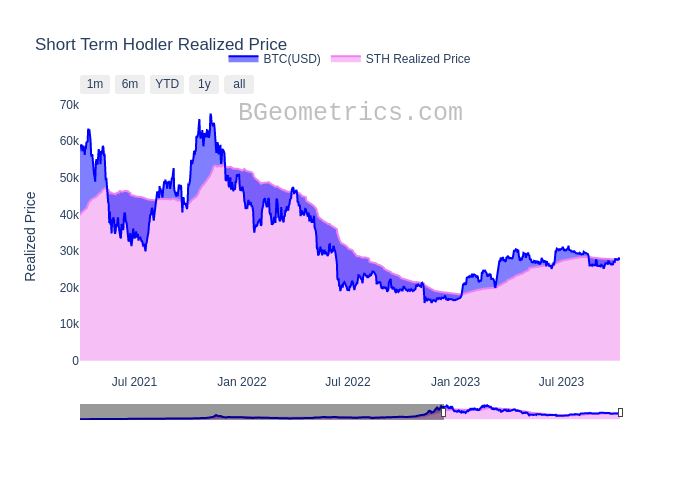 Short Term Hodler Realized Price
BTC(USD) STH Realized Price
1m 6m YTD 1y all
BGeometrics.com
Realized Price
70k
60k
50k
40k
30k
20k
10k
0
Jul 2021 Jan 2022 Jul 2022 Jan 2023 Jul 2023